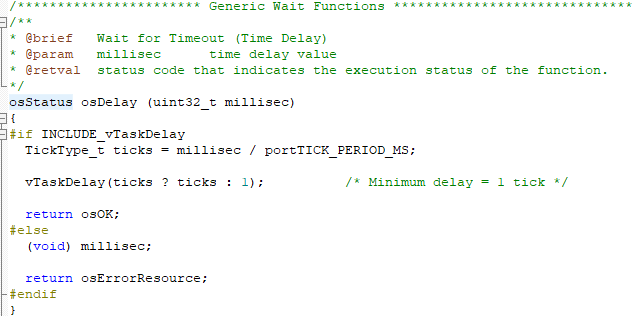 /*********************** Generic Wait Functions *******************************
/**
* @brief   Wait for Timeout (Time Delay)
* @param   millisec      time delay value
* @retval  status code that indicates the execution status of the function.
*/
osStatus osDelay (uint32_t millisec)
{
#if INCLUDE_vTaskDelay
  TickType_t ticks = millisec / portTICK_PERIOD_MS;
  vTaskDelay(ticks ? ticks : 1);          /* Minimum delay = 1 tick */
  return osOK;
#else
  (void) millisec;
  return osErrorResource;
#endif
}